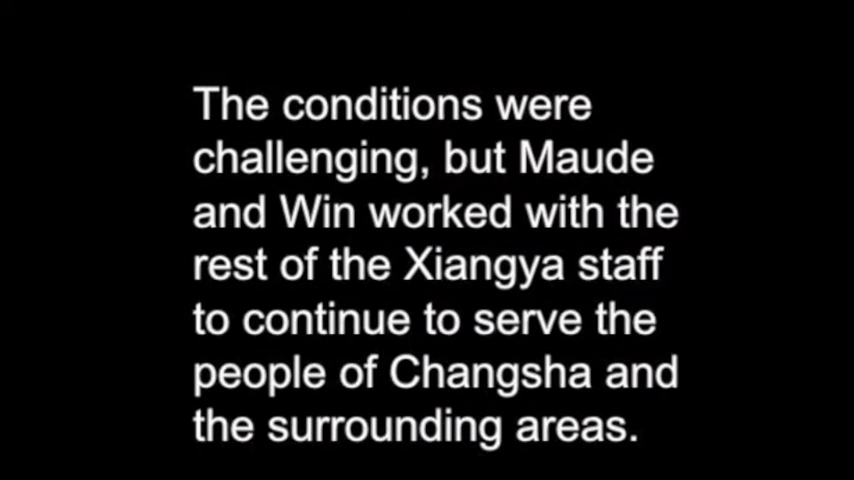 The conditions were
challenging, but Maude
and Win worked with the
rest of the Xiangya staff
to continue to serve the
people of Changsha and
the surrounding areas.